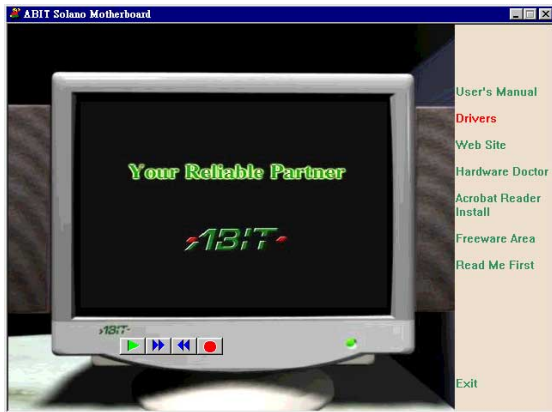 ABIT Solano Motherboard
Your Reliable Partner
ABIT
ABIT
User's Manual
Drivers
Web Site
Hardware Doctor
Acrobat Reader
Install
Freeware Area
Read Me First
Exit